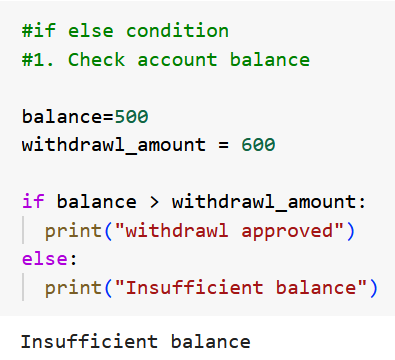 #if else condition
#1. Check account balance
balance=500
withdrawl_amount = 600
if balance > withdrawl_amount:
print("withdrawl approved")
else:
print("Insufficient balance")
Insufficient balance